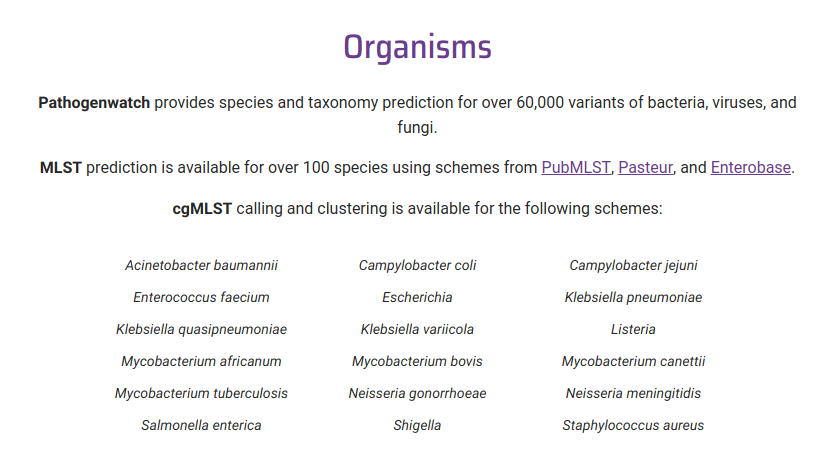 Organisms
Pathogenwatch provides species and taxonomy prediction for over 60,000 variants of bacteria, viruses, and
fungi.
MLST prediction is available for over 100 species using schemes from PubMLST, Pasteur, and Enterobase.
cgMLST calling and clustering is available for the following schemes:
Acinetobacter baumannii Campylobacter coli Campylobacter jejuni
Enterococcus faecium Escherichia Klebsiella pneumoniae
Klebsiella quasipneumoniae Klebsiella variicola Listeria
Mycobacterium africanum Mycobacterium bovis Mycobacterium canettii
Mycobacterium tuberculosis Neisseria gonorrhoeae Neisseria meningitidis
Salmonella enterica Shigella Staphylococcus aureus